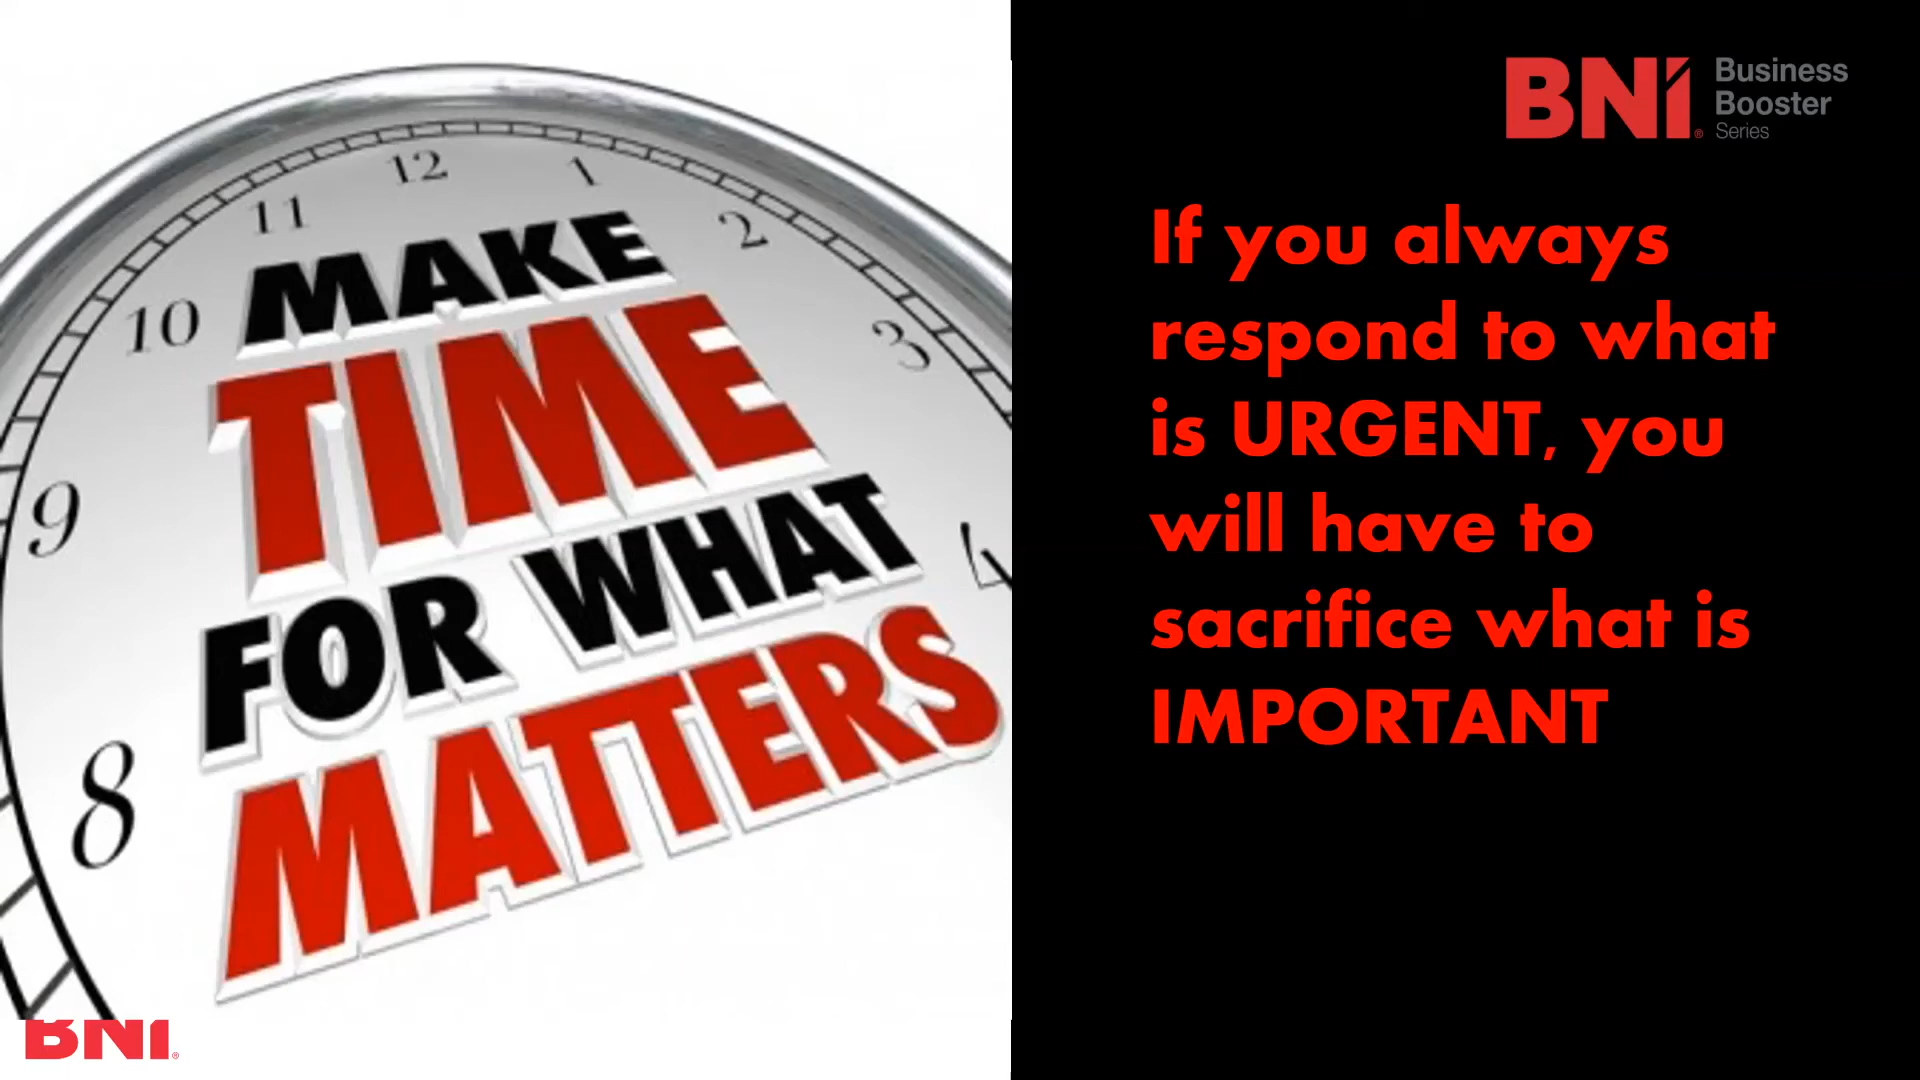 12
1
11
2
10
3
9
4
8
MAKE
TIME
FOR WHAT
MATTERS
BNI®
BNI®
Business
Booster
Series
If you always
respond to what
is URGENT, you
will have to
sacrifice what is
IMPORTANT